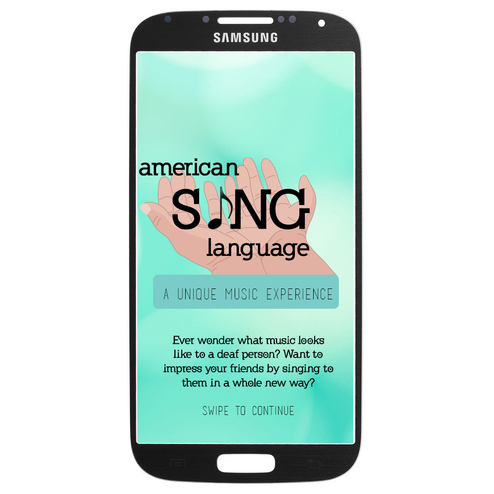 SAMSUNG
american
S♪NG
language
A UNIQUE MUSIC EXPERIENCE
Ever wonder what music looks
like to a deaf person? Want to
impress your friends by singing to
them in a whole new way?
SWIPE TO CONTINUE